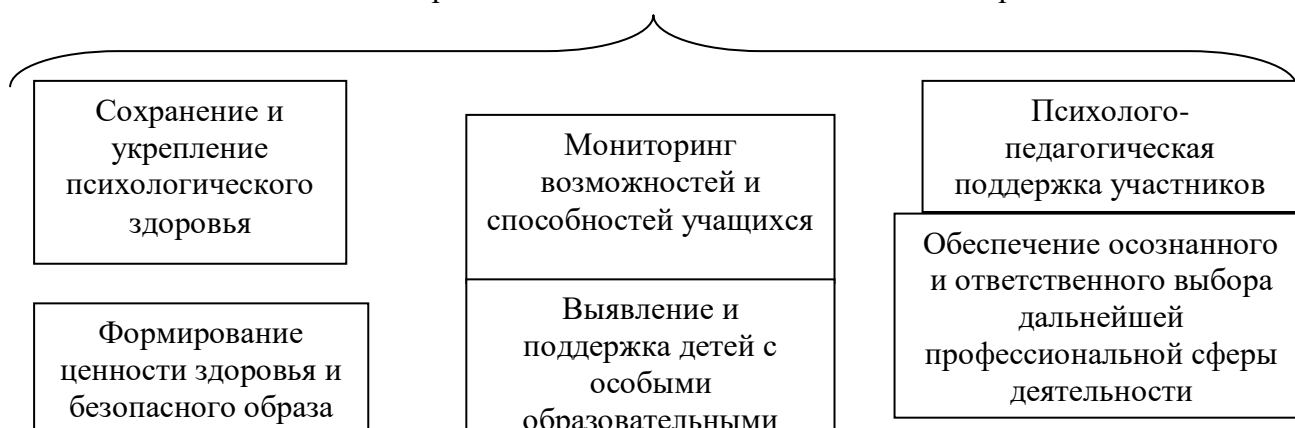 Сохранение и
укрепление
психологического
здоровья
Мониторинг
возможностей и
способностей учащихся
Психолого-
педагогическая
поддержка участников
Обеспечение осознанного
и ответственного выбора
дальнейшей
профессиональной сферы
деятельности
Формирование
ценности здоровья и
безопасного образа
Выявление и
поддержка детей с
особыми
образовательными